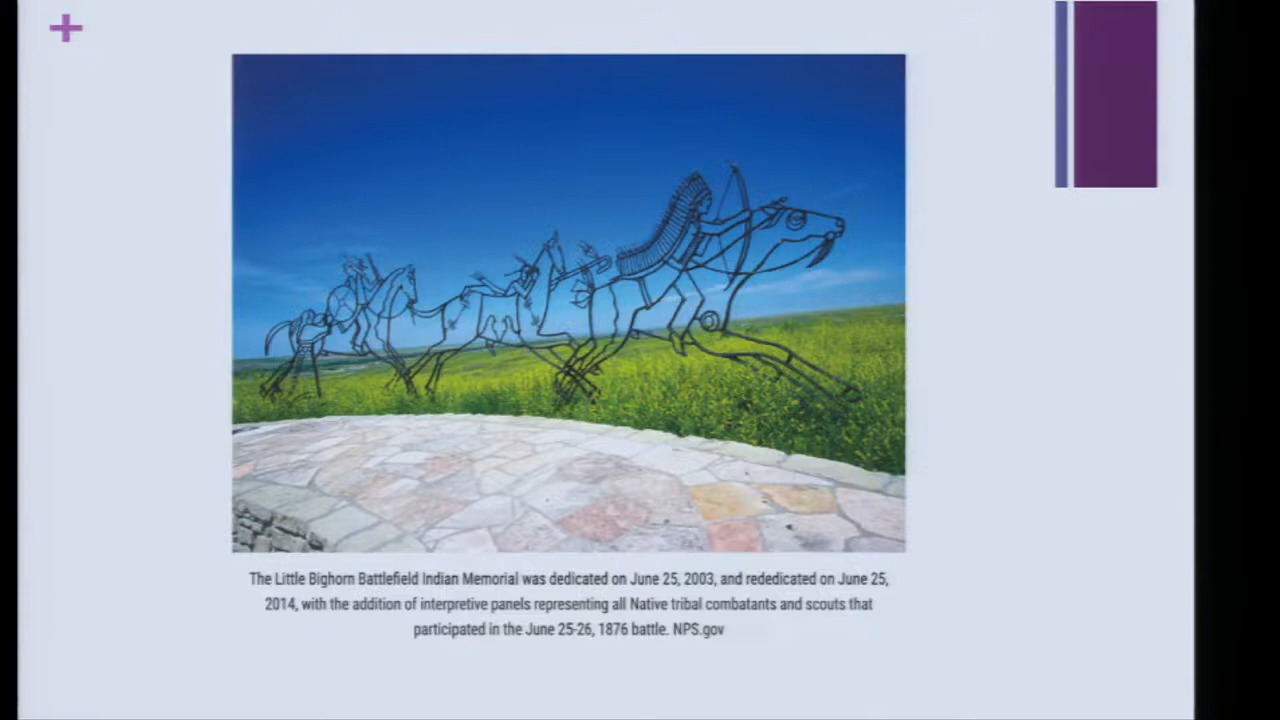 The Little Bighorn Battlefield Indian Memorial was dedicated on June 25, 2003, and rededicated on June 25,
2014, with the addition of interpretive panels representing all Native tribal combatants and scouts that
participated in the June 25-26, 1876 battle. NPS.gov